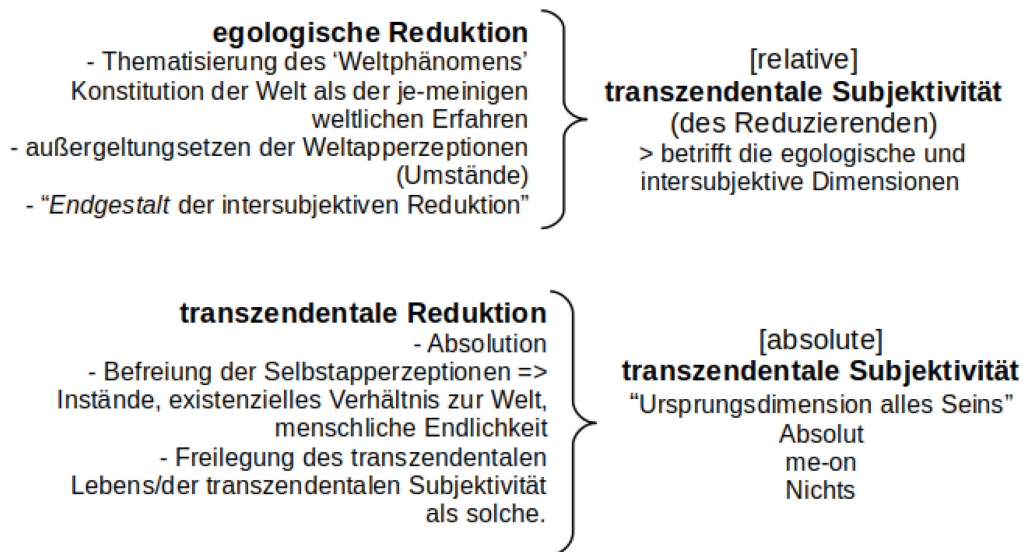 egologische Reduktion
- Thematisierung des ‘Weltphänomens’
Konstitution der Welt als der je-meinigen
weltlichen Erfahren
- außergeltungsetzen der Weltapperzeptionen
(Umstände)
- “Endgestalt der intersubjektiven Reduktion”
[relative]
transzendentale Subjektivität
(des Reduzierenden)
> betrifft die egologische und
intersubjektive Dimensionen
transzendentale Reduktion
- Absolution
- Befreiung der Selbstapperzeptionen =>
Instände, existenzielles Verhältnis zur Welt,
menschliche Endlichkeit
- Freilegung des transzendentalen
Lebens/der transzendentalen Subjektivität
als solche.
[absolute]
transzendentale Subjektivität
“Ursprungsdimension alles Seins”
Absolut
me-on
Nichts